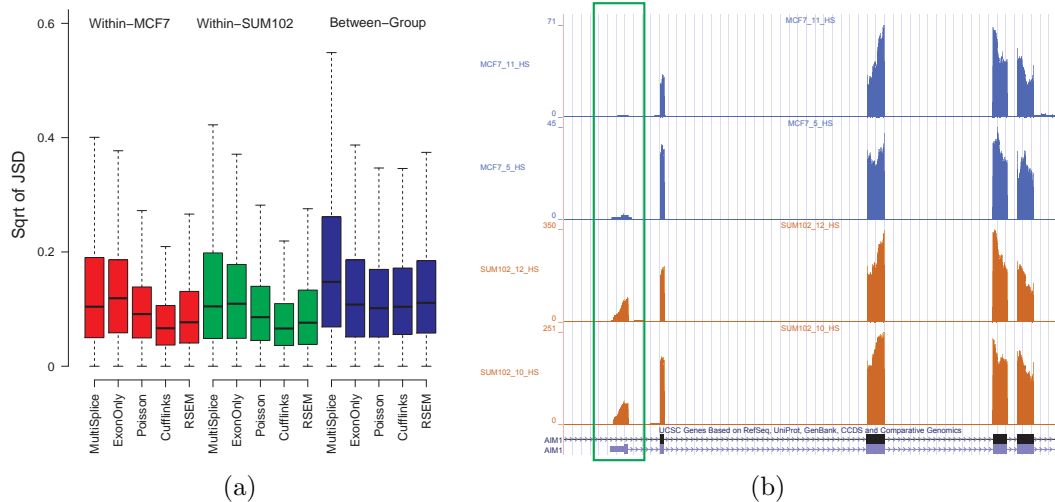 0.6
0.4
0.2
0
Sqrt of JSD
Within−MCF7
Within−SUM102
Between−Group
MultiSplice
ExonOnly
Poisson
Cufflinks
RSEM
MultiSplice
ExonOnly
Poisson
Cufflinks
RSEM
MultiSplice
ExonOnly
Poisson
Cufflinks
RSEM
(a)
MCF7_11_HS
71 _
MCF7_11_HS
0 _
MCF7_5_HS
45 _
MCF7_5_HS
0 _
SUM102_12_HS
350 _
SUM102_12_HS
0 _
SUM102_10_HS
251 _
SUM102_10_HS
0 _
UCSC Genes Based on RefSeq, UniProt, GenBank, CCDS and Comparative Genomics
AIM1
AIM1
(b)